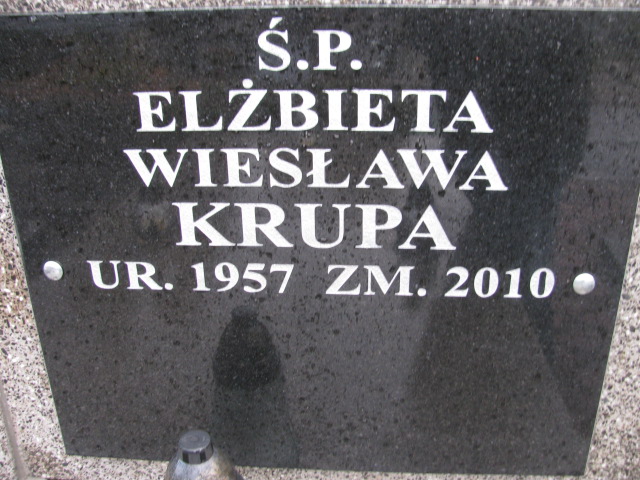 Ś.P.
ELŻBIETA
WIESŁAWA
KRUPA
UR. 1957 ZM. 2010